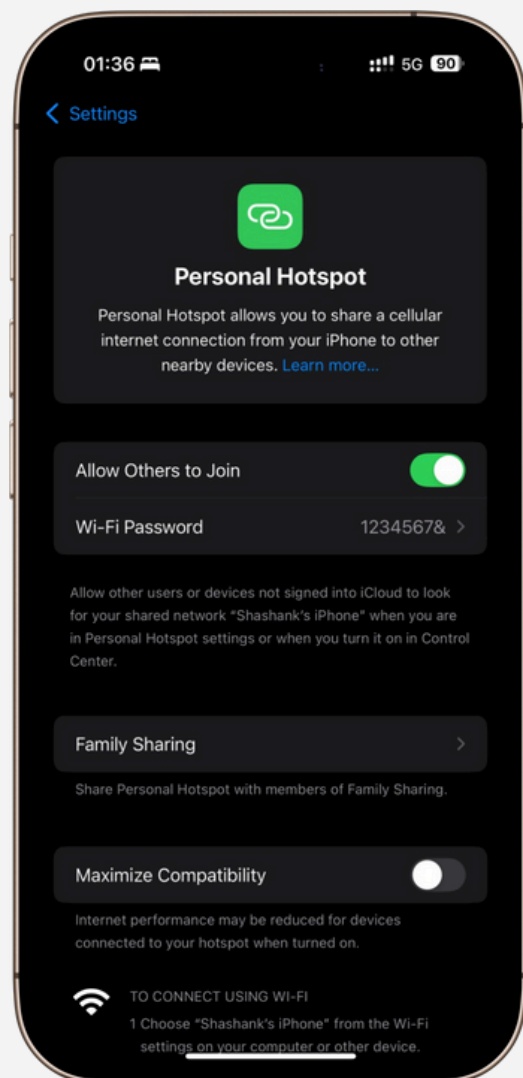 01:36 5G 90
Settings
Personal Hotspot
Personal Hotspot allows you to share a cellular
internet connection from your iPhone to other
nearby devices. Learn more...
Allow Others to Join
Wi-Fi Password 1234567&
Allow other users or devices not signed into iCloud to look
for your shared network “Shashank's iPhone” when you are
in Personal Hotspot settings or when you turn it on in Control
Center.
Family Sharing
Share Personal Hotspot with members of Family Sharing.
Maximize Compatibility
Internet performance may be reduced for devices
connected to your hotspot when turned on.
TO CONNECT USING WI-FI
1 Choose “Shashank's iPhone” from the Wi-Fi
settings on your computer or other device.